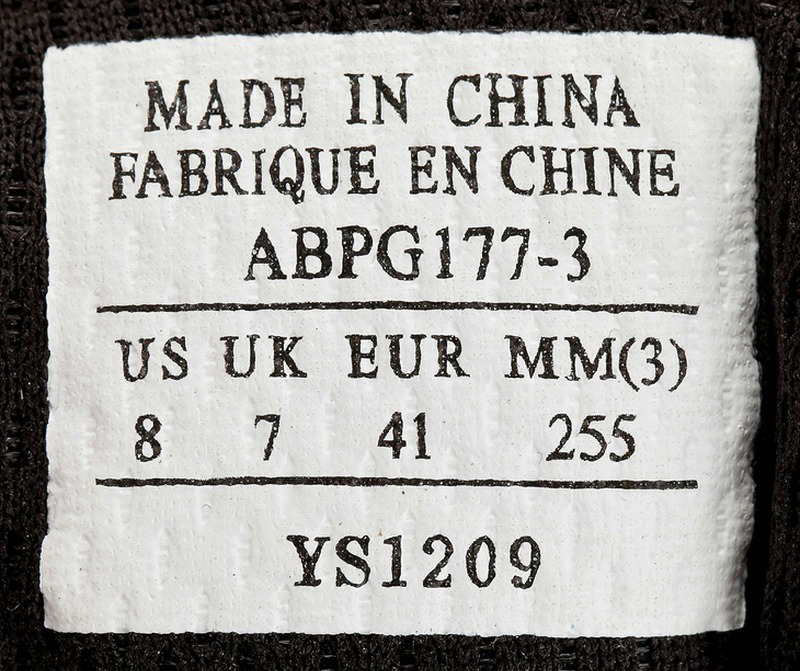 MADE IN CHINA
FABRIQUE EN CHINE
ABPG177-3
US UK EUR MM(3)
8 7 41 255
YS1209